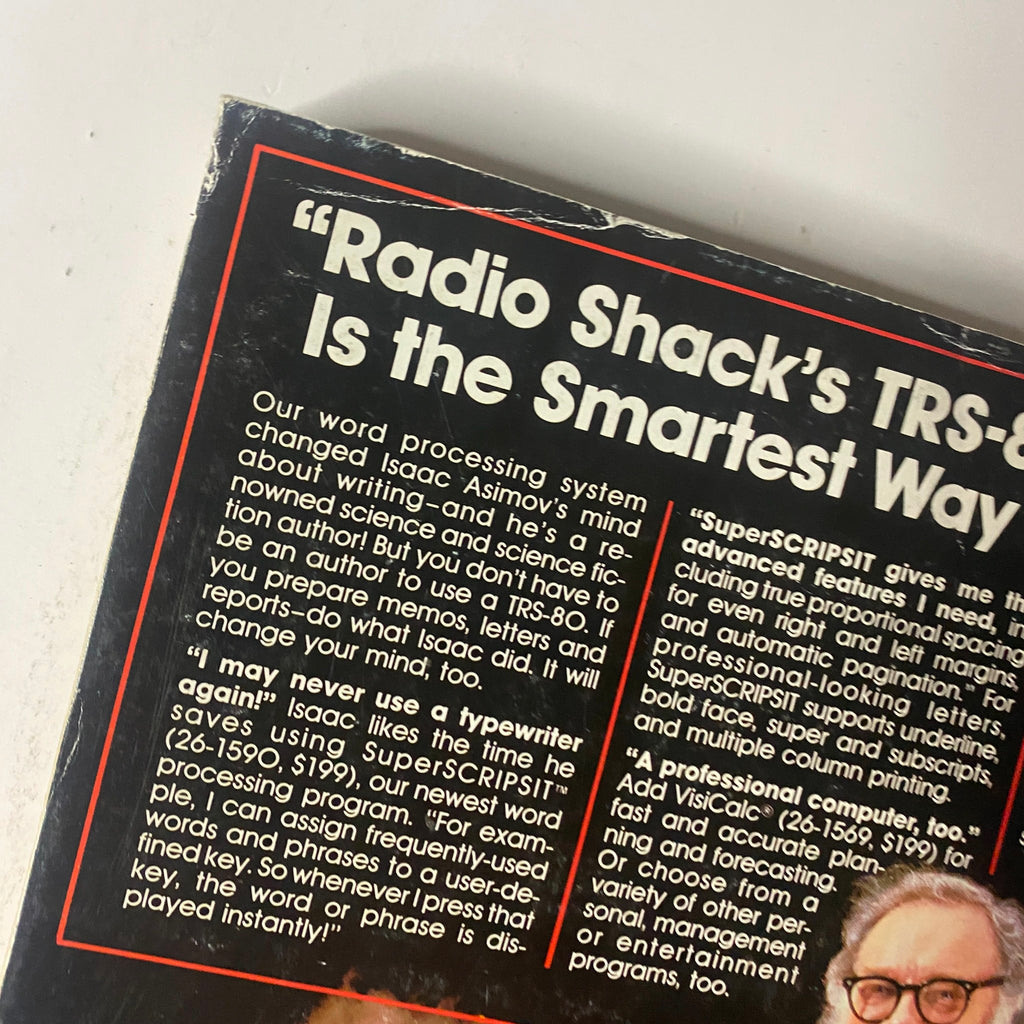 “Radio Shack’s TRS-8
Is the Smartest Way
Our word processing system
changed Isaac Asimov’s mind
about writing–and he’s a re-
nowned science and science fic-
tion author! But you don’t have to
be an author to use a TRS-80. If
you prepare memos, letters and
reports–do what Isaac did. It will
change your mind, too.
“I may never use a typewriter
again!” Isaac likes the time he
saves using SuperSCRIPSIT™
(26-1590, $199), our newest word
processing program. “For exam-
ple, I can assign frequently-used
words and phrases to a user-de-
fined key. So whenever I press that
key, the word or phrase is dis-
played instantly!”
“SuperSCRIPSIT gives me th
advanced features I need, in
cluding true proportional spacing
for even right and left margins,
and automatic pagination.” For
professional-looking letters,
SuperSCRIPSIT supports underline,
bold face, super and subscripts,
and multiple column printing.
“A professional computer, too.”
Add VisiCalc® (26-1569, $199) for
fast and accurate plan-
ning and forecasting.
Or choose from a
variety of other per-
sonal, management
or entertainment
programs, too.